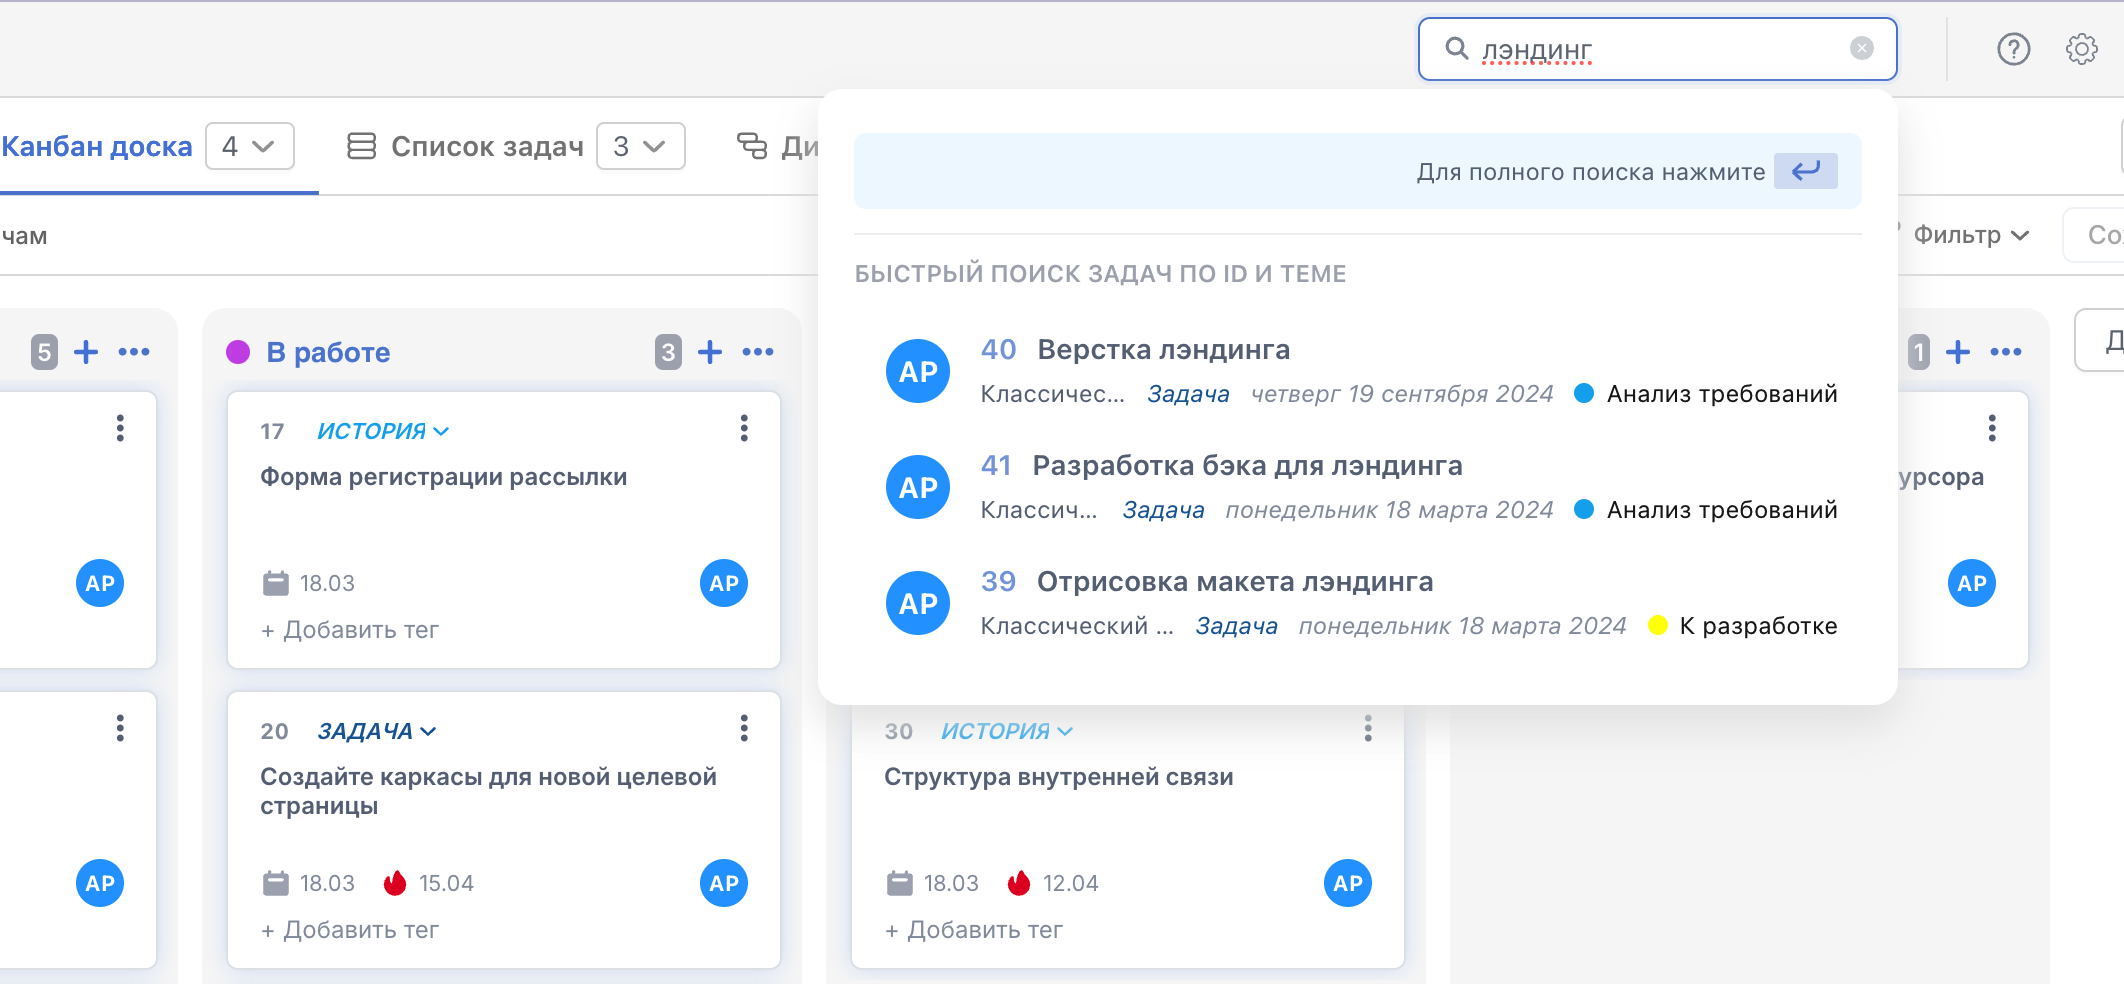 лэндинг
Канбан доска 4 Список задач 3 Ди
Для полного поиска нажмите
чам
Фильтр Со
БЫСТРЫЙ ПОИСК ЗАДАЧ ПО ID И ТЕМЕ
40 Верстка лэндинга
Классичес... Задача четверг 19 сентября 2024 Анализ требований
41 Разработка бэка для лэндинга
Классич... Задача понедельник 18 марта 2024 Анализ требований
39 Отрисовка макета лэндинга
Классический ... Задача понедельник 18 марта 2024 К разработке
AP
AP
AP
5
AP
AP
В работе 3
17 ИСТОРИЯ
Форма регистрации рассылки
18.03 AP
+ Добавить тег
20 ЗАДАЧА
Создайте каркасы для новой целевой
страницы
18.03 15.04 AP
+ Добавить тег
30 ИСТОРИЯ
Структура внутренней связи
18.03 12.04 AP
+ Добавить тег
1
урсора
AP
Д